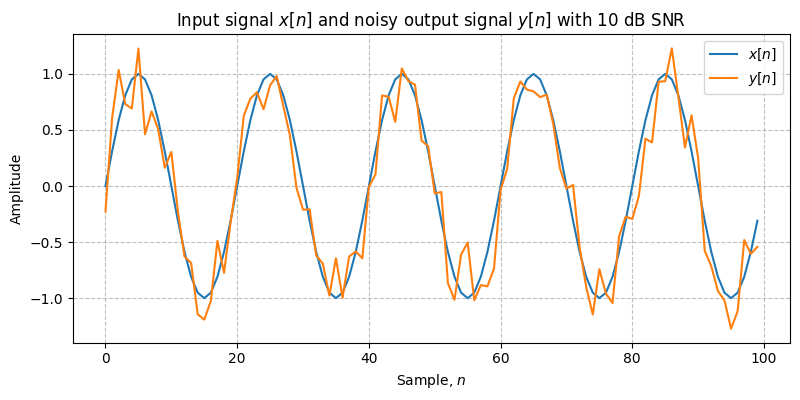 Input signal x[n] and noisy output signal y[n] with 10 dB SNR
x[n]
y[n]
Amplitude
1.0
0.5
0.0
−0.5
−1.0
0 20 40 60 80 100
Sample, n